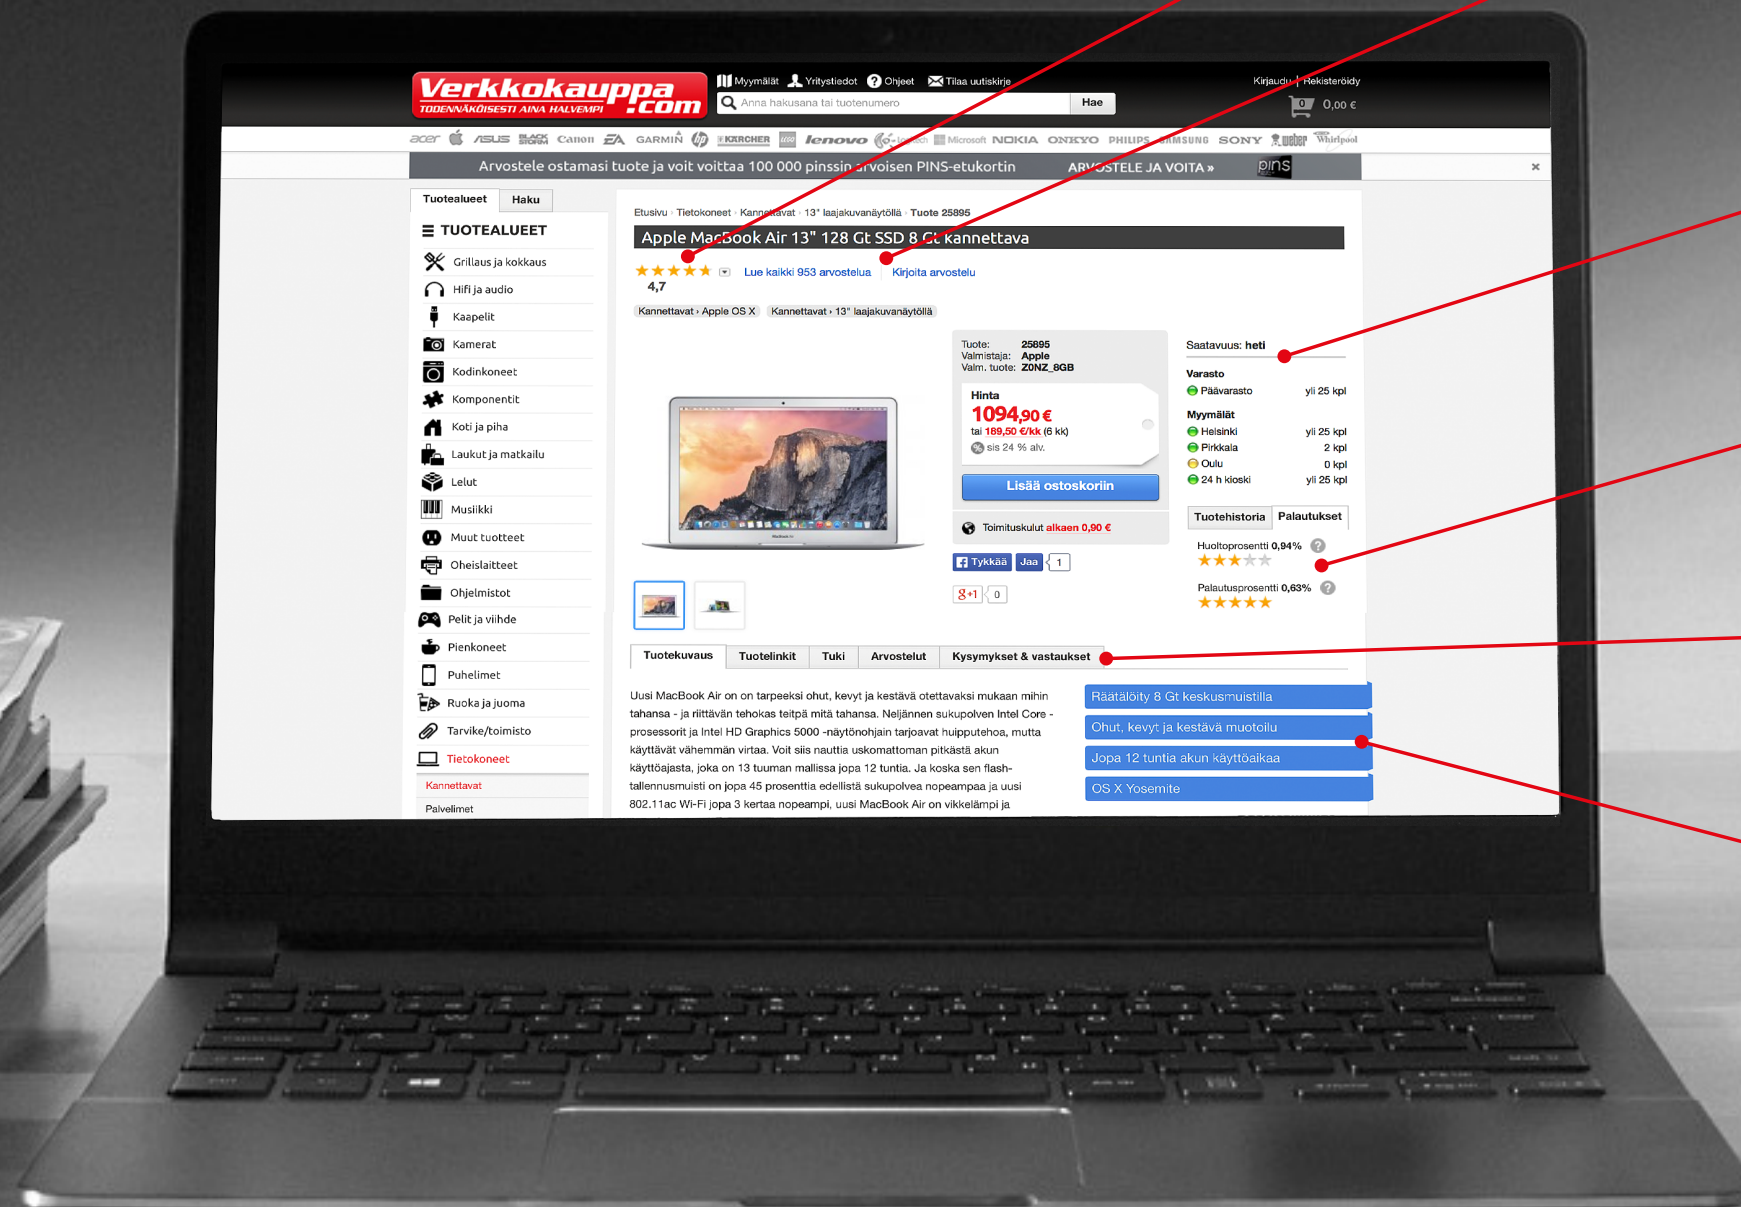 Verkkokauppa
.com
TODENNÄKÖISESTI AINA HALVEMPI
Myymälät Yritystiedot Ohjeet Tilaa uutiskirje
Kirjaudu | Rekisteröidy
Anna hakusana tai tuotenumero Hae
0 0,00 €
acer ASUS BLACK STORM Canon EA GARMIN hp KÄRCHER LEGO lenovo Microsoft NOKIA ONKYO PHILIPS SAMSUNG SONY weber Whirlpool
Arvostele ostamasi tuote ja voit voittaa 100 000 pinssin arvoisen PINS-etukortin ARVOSTELE JA VOITA » pins
Tuotealueet Haku
TUOTEALUEET
Grillaus ja kokkaus
Hifi ja audio
Kaapelit
Kamerat
Kodinkoneet
Komponentit
Koti ja piha
Laukut ja matkailu
Lelut
Musiikki
Muut tuotteet
Oheislaitteet
Ohjelmistot
Pelit ja viihde
Pienkoneet
Puhelimet
Ruoka ja juoma
Tarvike/toimisto
Tietokoneet
Kannettavat
Palvelimet
Etusivu › Tietokoneet › Kannettavat › 13" laajakuvanäytöllä › Tuote 25895
Apple MacBook Air 13" 128 Gt SSD 8 Gt kannettava
Lue kaikki 953 arvostelua Kirjoita arvostelu
4,7
Kannettavat › Apple OS X Kannettavat › 13" laajakuvanäytöllä
Tuote: 25895
Valmistaja: Apple
Valm. tuote: Z0NZ_8GB
Hinta
1094,90 €
tai 189,50 €/kk (6 kk)
% sis 24 % alv.
Lisää ostoskoriin
Toimituskulut alkaen 0,90 €
Tykkää Jaa 1
g+1 0
Saatavuus: heti
Varasto
Päävarasto yli 25 kpl
Myymälät
Helsinki yli 25 kpl
Pirkkala 2 kpl
Oulu 0 kpl
24 h kioski yli 25 kpl
Tuotehistoria Palautukset
Huoltoprosentti 0,94% ?
Palautusprosentti 0,63% ?
Tuotekuvaus Tuotelinkit Tuki Arvostelut Kysymykset & vastaukset
Uusi MacBook Air on on tarpeeksi ohut, kevyt ja kestävä otettavaksi mukaan mihin
tahansa - ja riittävän tehokas teitpä mitä tahansa. Neljännen sukupolven Intel Core -
prosessorit ja Intel HD Graphics 5000 -näytönohjain tarjoavat huipputehoa, mutta
käyttävät vähemmän virtaa. Voit siis nauttia uskomattoman pitkästä akun
käyttöajasta, joka on 13 tuuman mallissa jopa 12 tuntia. Ja koska sen flash-
tallennusmuisti on jopa 45 prosenttia edellistä sukupolvea nopeampaa ja uusi
802.11ac Wi-Fi jopa 3 kertaa nopeampi, uusi MacBook Air on vikkelämpi ja
Räätälöity 8 Gt keskusmuistilla
Ohut, kevyt ja kestävä muotoilu
Jopa 12 tuntia akun käyttöaikaa
OS X Yosemite